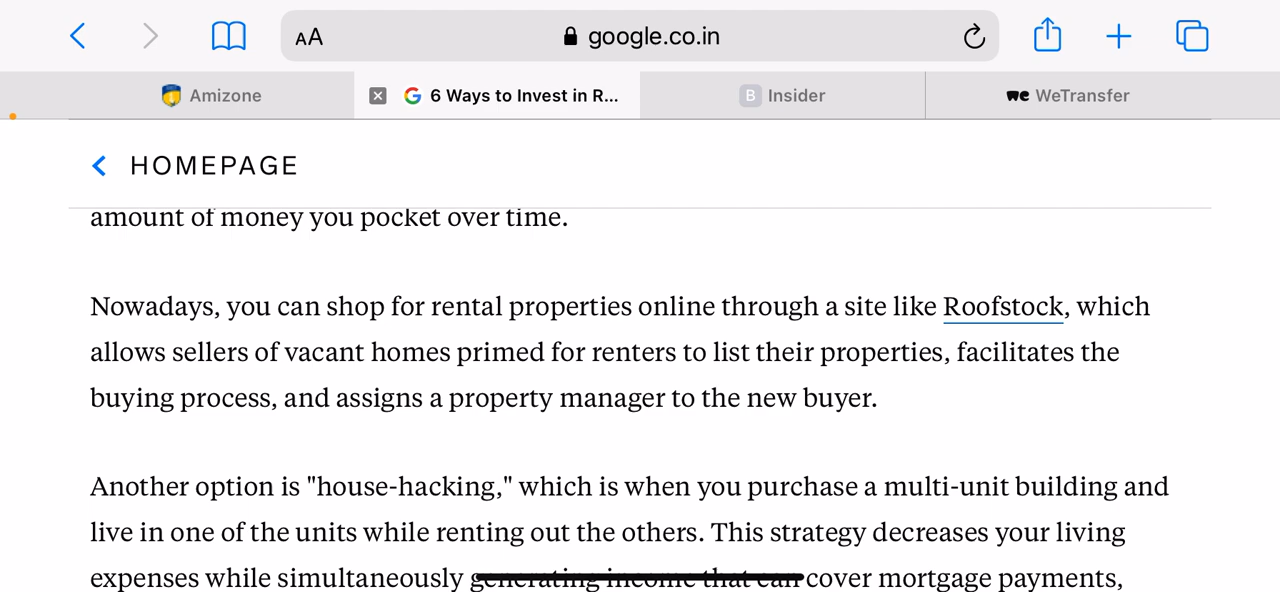 AA google.co.in
Amizone
6 Ways to Invest in R...
B Insider
we WeTransfer
HOMEPAGE
amount of money you pocket over time.
Nowadays, you can shop for rental properties online through a site like Roofstock, which
allows sellers of vacant homes primed for renters to list their properties, facilitates the
buying process, and assigns a property manager to the new buyer.
Another option is "house-hacking," which is when you purchase a multi-unit building and
live in one of the units while renting out the others. This strategy decreases your living
expenses while simultaneously generating income that can cover mortgage payments,